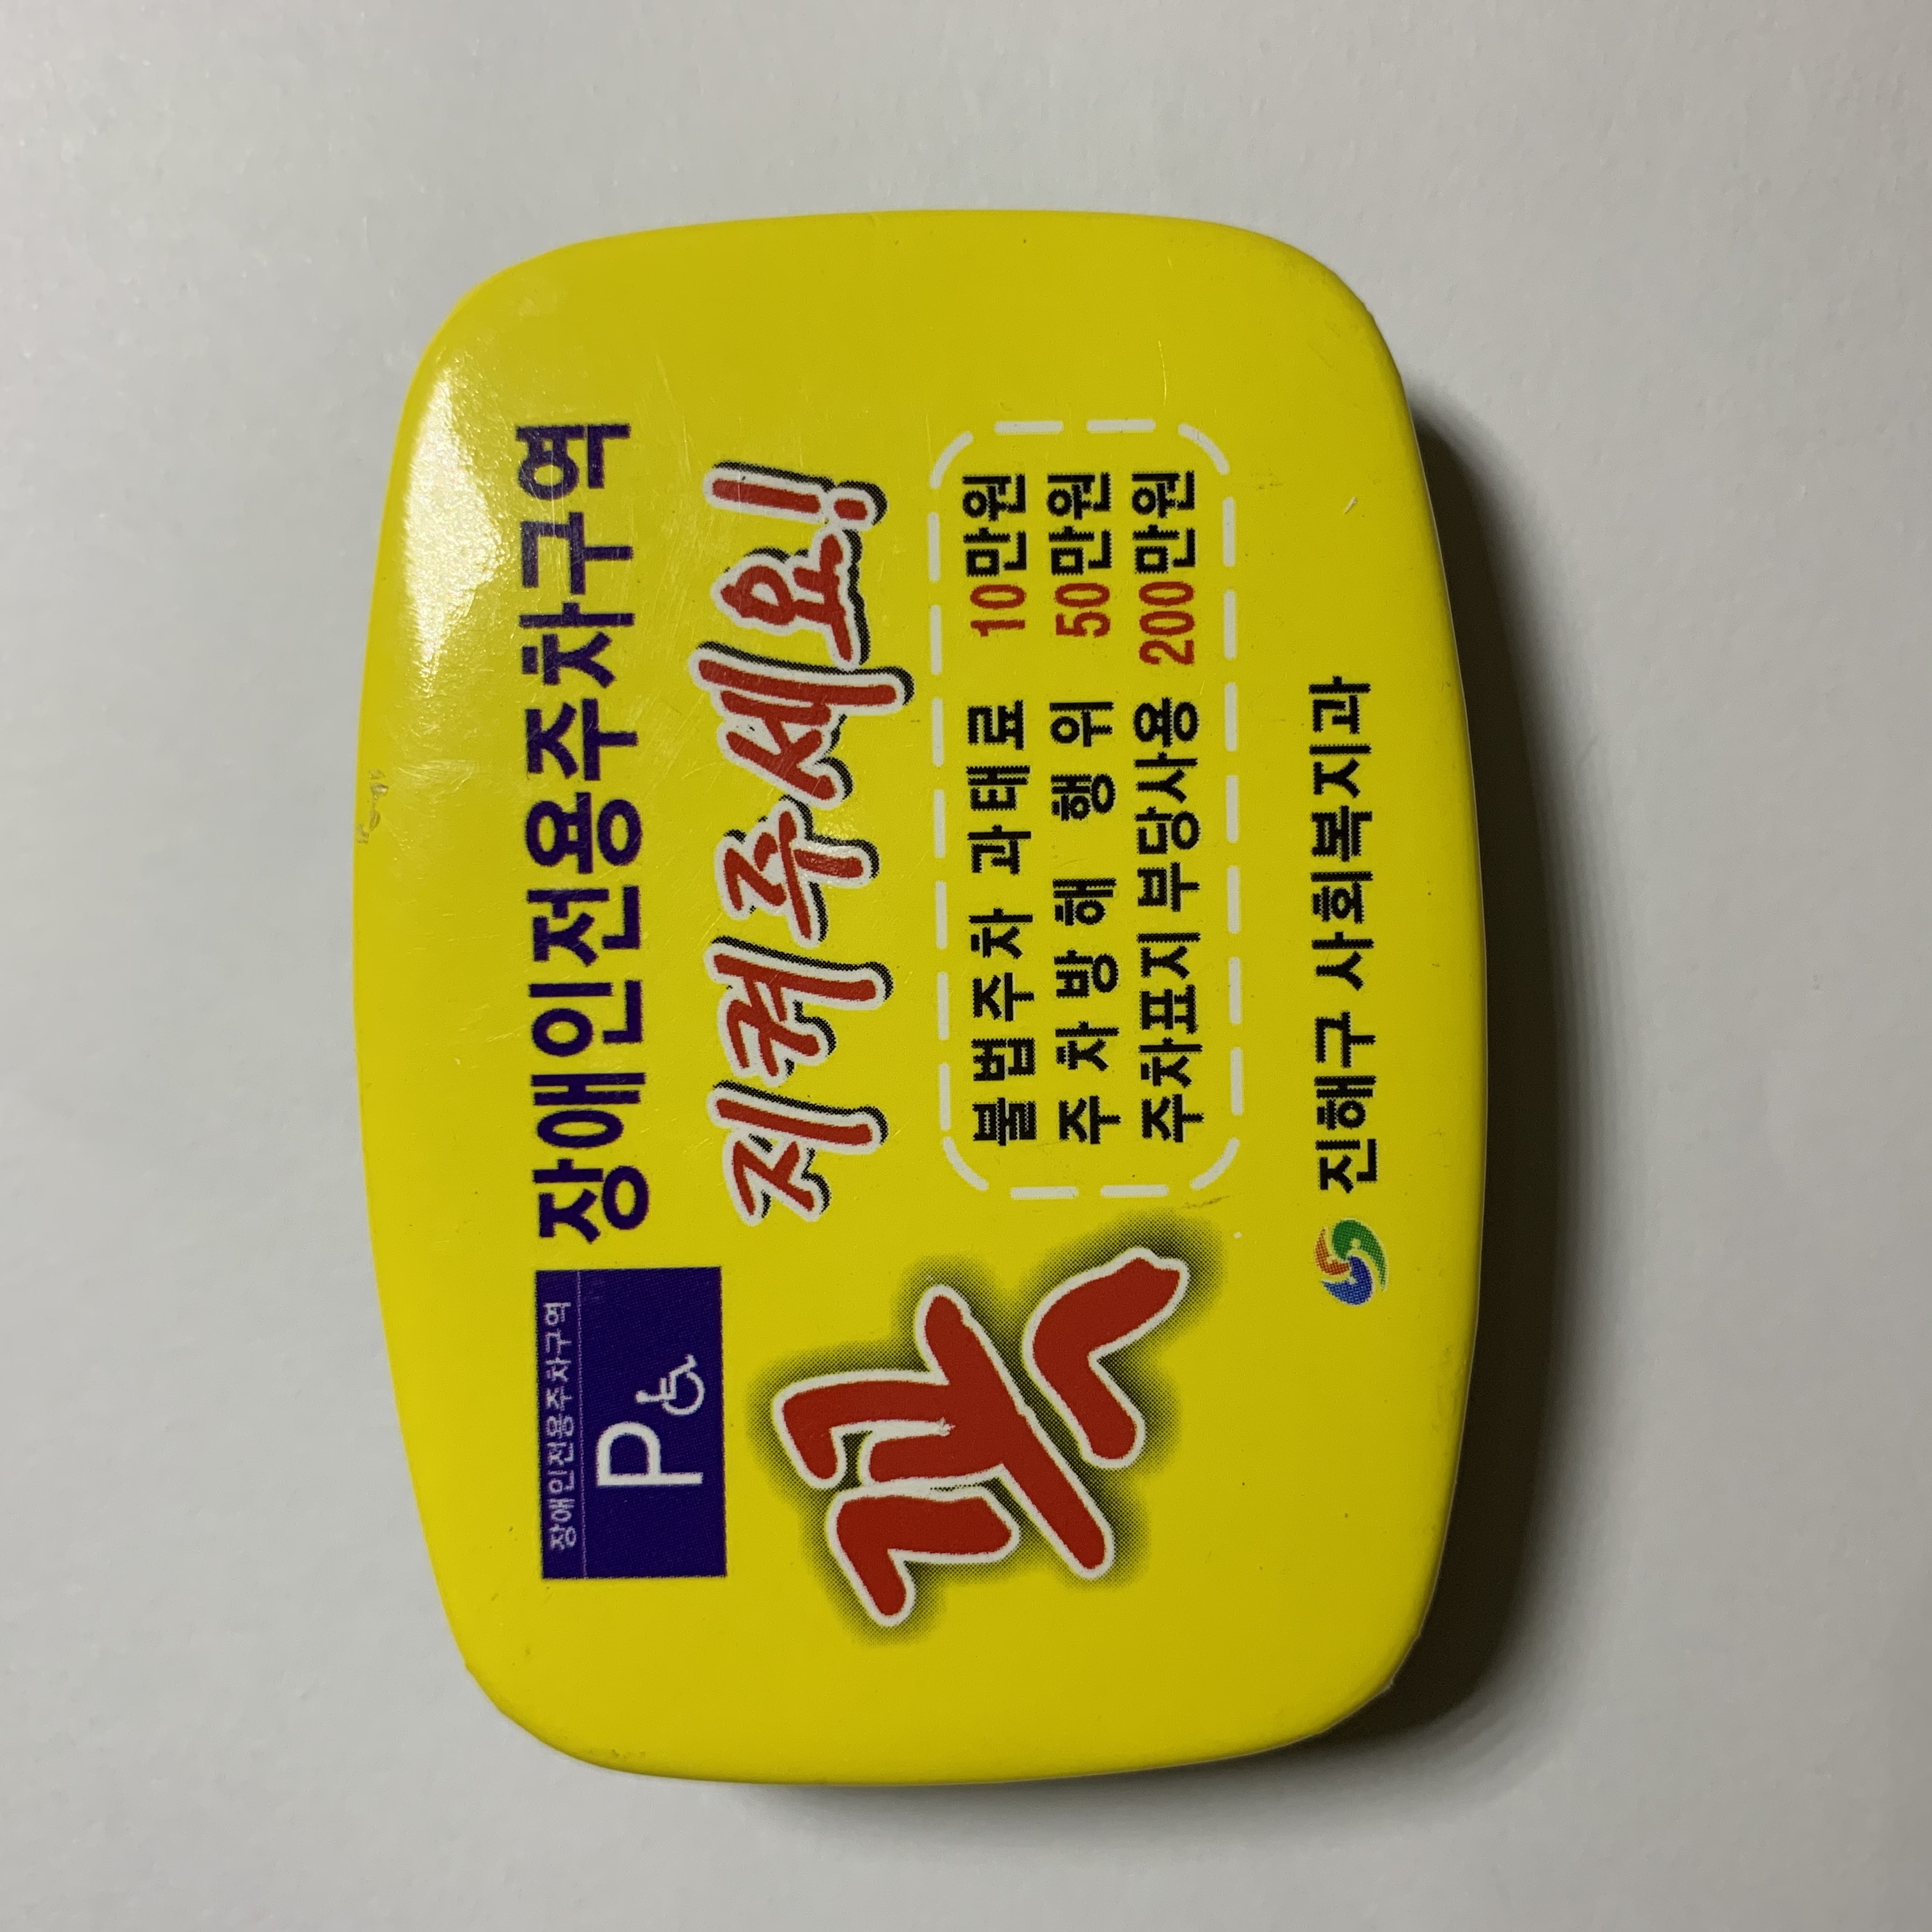 장애인전용주차구역
P
장애인전용주차구역
꼭 지켜주세요!
불법주차 과태료 10만원
주차방해 행위 50만원
주차표지 부당사용 200만원
진해구 사회복지과